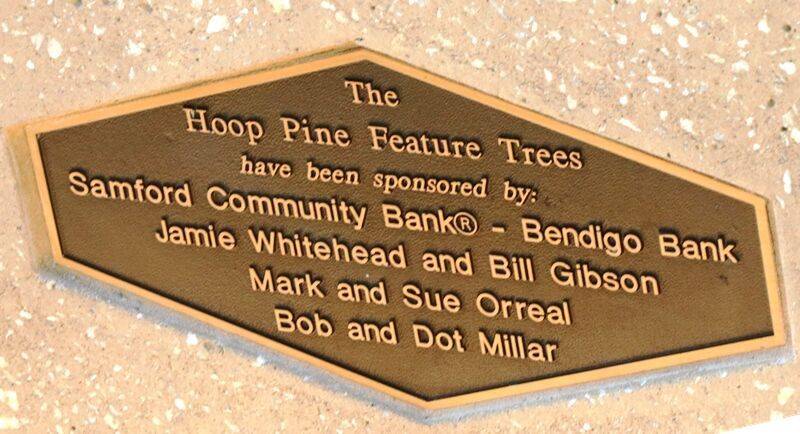 The
Hoop Pine Feature Trees
have been sponsored by:
Samford Community Bank® - Bendigo Bank
Jamie Whitehead and Bill Gibson
Mark and Sue Orreal
Bob and Dot Millar